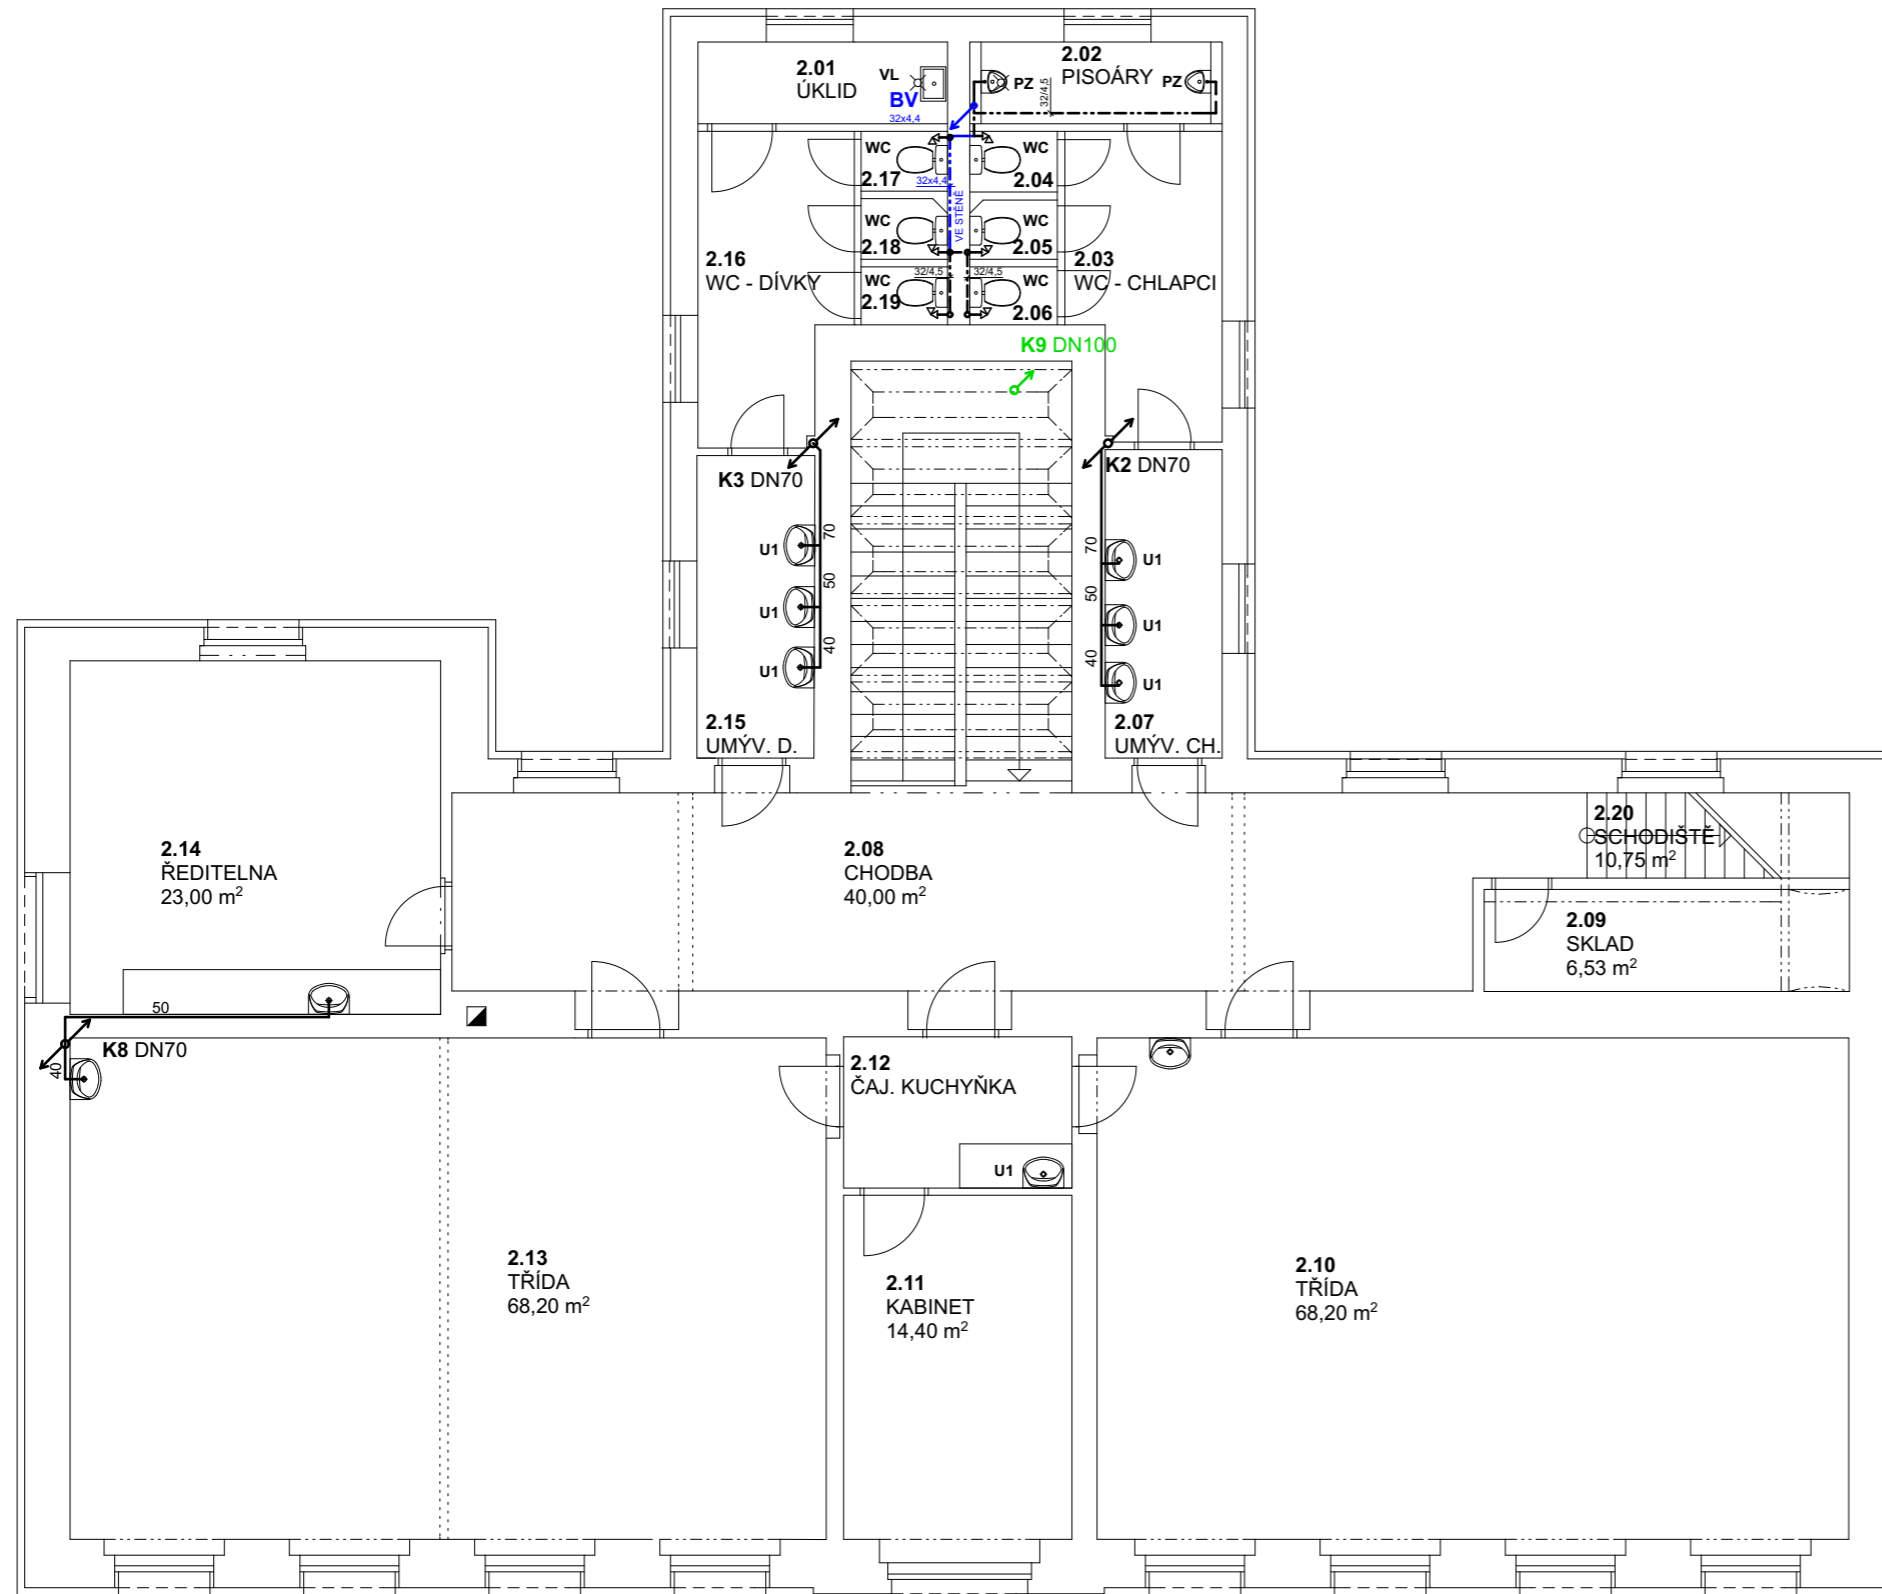 2.01
ÚKLID
VL
BV
32x4,4
2.02
PISOÁRY
PZ
PZ
32/4,5
WC
2.17
32x4,4
WC
2.04
WC
2.18
VE STĚNĚ
WC
2.05
WC
2.19
32/4,5
32/4,5
WC
2.06
2.16
WC - DÍVKY
2.03
WC - CHLAPCI
K9 DN100
K3 DN70
K2 DN70
U1
70
U1
50
U1
40
70
U1
50
U1
40
U1
2.15
UMÝV. D.
2.07
UMÝV. CH.
2.14
ŘEDITELNA
23,00 m²
2.08
CHODBA
40,00 m²
2.20
SCHODIŠTĚ
10,75 m²
2.09
SKLAD
6,53 m²
50
K8 DN70
40
2.12
ČAJ. KUCHYŇKA
U1
2.13
TŘÍDA
68,20 m²
2.11
KABINET
14,40 m²
2.10
TŘÍDA
68,20 m²